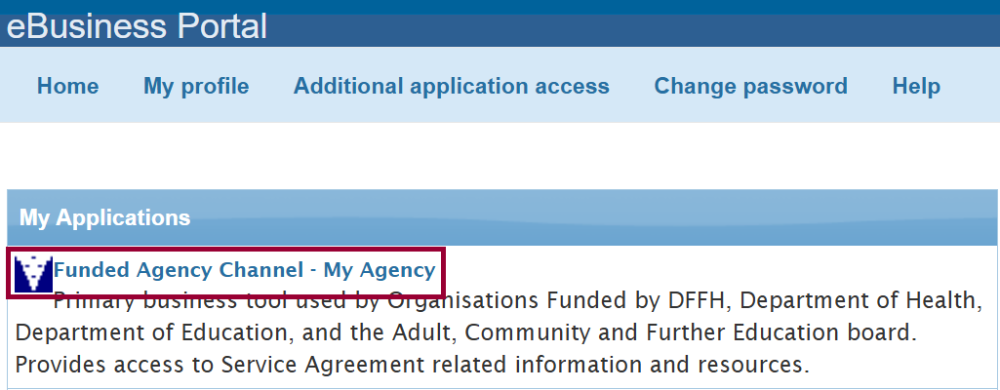 eBusiness Portal
Home My profile Additional application access Change password Help
My Applications
Funded Agency Channel - My Agency
Primary business tool used by Organisations Funded by DFFH, Department of Health,
Department of Education, and the Adult, Community and Further Education board.
Provides access to Service Agreement related information and resources.